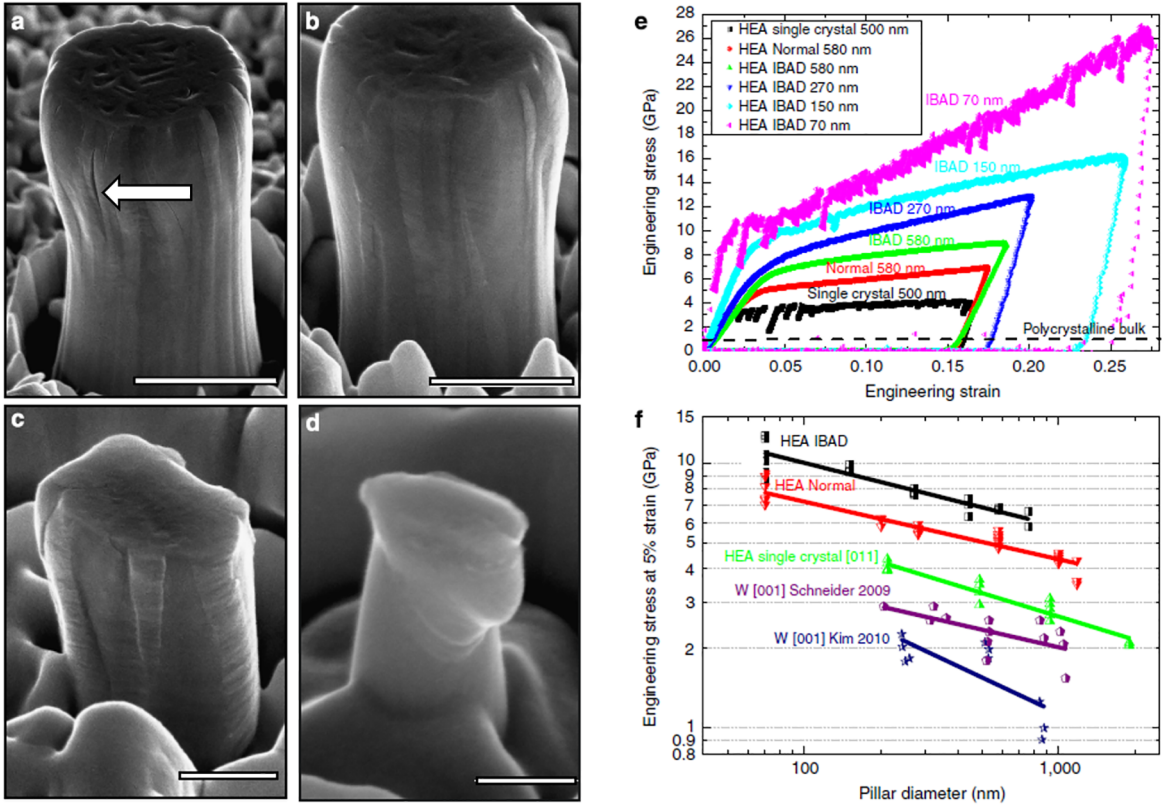 a
b
c
d
e
28
26
24
22
20
18
16
14
12
10
8
6
4
2
0
Engineering stress (GPa)
HEA single crystal 500 nm
HEA Normal 580 nm
HEA IBAD 580 nm
HEA IBAD 270 nm
HEA IBAD 150 nm
HEA IBAD 70 nm
IBAD 70 nm
IBAD 150 nm
IBAD 270 nm
IBAD 580 nm
Normal 580 nm
Single crystal 500 nm
Polycrystalline bulk
0.00 0.05 0.10 0.15 0.20 0.25
Engineering strain
f
15
10
9
8
7
6
5
4
3
2
1
0.9
0.8
Engineering stress at 5% strain (GPa)
HEA IBAD
HEA Normal
HEA single crystal [011]
W [001] Schneider 2009
W [001] Kim 2010
100 1,000
Pillar diameter (nm)